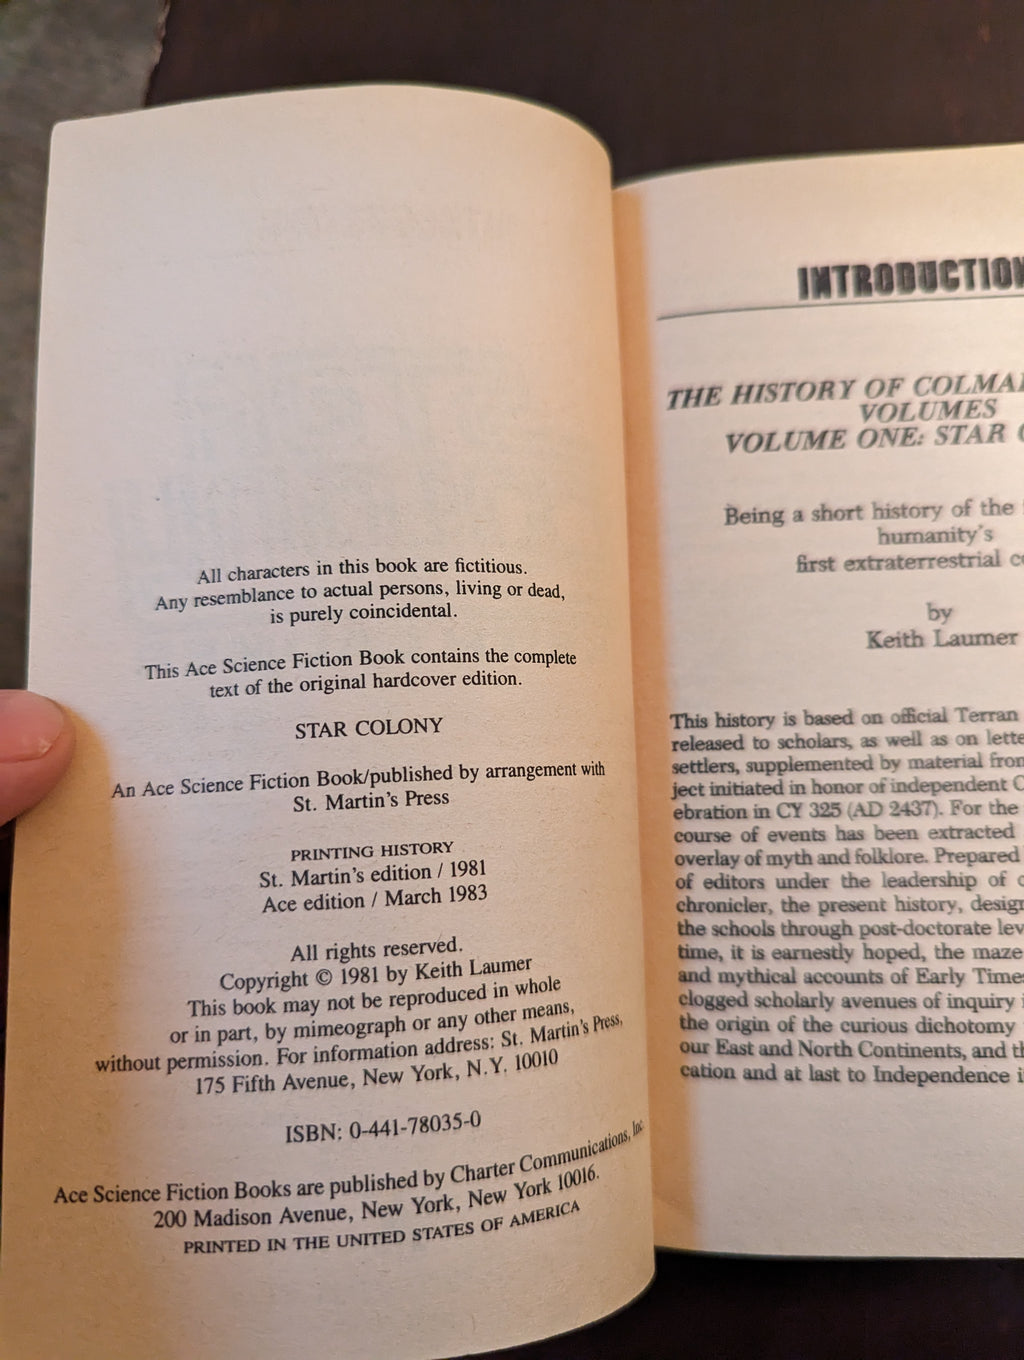 All characters in this book are fictitious.
Any resemblance to actual persons, living or dead,
is purely coincidental.
This Ace Science Fiction Book contains the complete
text of the original hardcover edition.
STAR COLONY
An Ace Science Fiction Book/published by arrangement with
St. Martin's Press
PRINTING HISTORY
St. Martin's edition / 1981
Ace edition / March 1983
All rights reserved.
Copyright © 1981 by Keith Laumer
This book may not be reproduced in whole
or in part, by mimeograph or any other means,
without permission. For information address: St. Martin's Press,
175 Fifth Avenue, New York, N.Y. 10010
ISBN: 0-441-78035-0
Ace Science Fiction Books are published by Charter Communications, Inc.
200 Madison Avenue, New York, New York 10016.
PRINTED IN THE UNITED STATES OF AMERICA
INTRODUCTION
THE HISTORY OF
VOLUMES
VOLUME ONE: STAR
Being a short history of the
humanity's
first extraterrestrial
by
Keith Laumer
This history is based on official Terran
released to scholars, as well as on
settlers, supplemented by material
ject initiated in honor of independent
ebration in CY 325 (AD 2437). For the
course of events has been extracted
overlay of myth and folklore. Prepared
of editors under the leadership of
chronicler, the present history,
the schools through post-doctorate
time, it is earnestly hoped, the maze
and mythical accounts of Early
clogged scholarly avenues of inquiry
the origin of the curious dichotomy
our East and North Continents, and
cation and at last to Independence